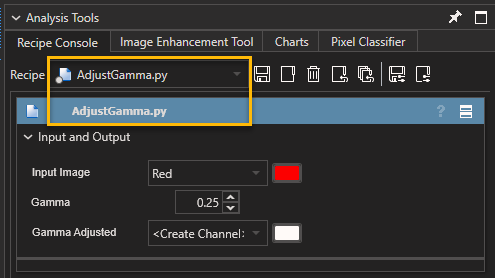 Analysis Tools
Recipe Console Image Enhancement Tool Charts Pixel Classifier
Recipe AdjustGamma.py
AdjustGamma.py ?
Input and Output
Input Image Red
Gamma 0.25
Gamma Adjusted <Create Channel>